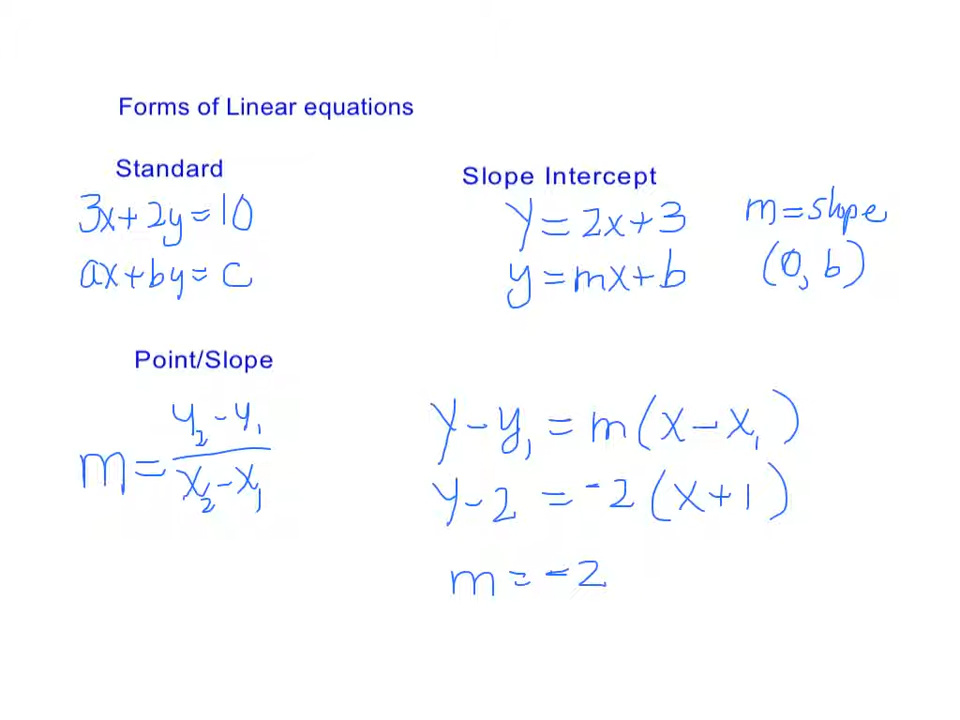 Forms of Linear equations
Standard
3x+2y=10
ax+by=c
Slope Intercept
y=2x+3
m=slope
y=mx+b
(0,b)
Point/Slope
m=
y₂-y₁
x₂-x₁
y-y₁=m(x-x₁)
y-2=-2(x+1)
m=-2